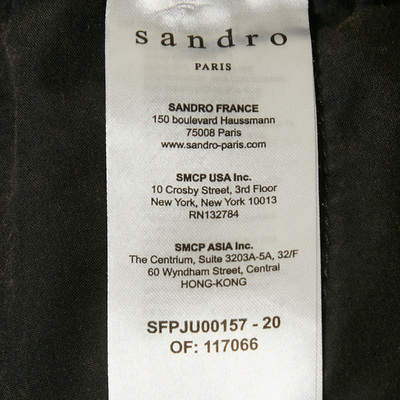 sandro
PARIS
SANDRO FRANCE
150 boulevard Haussmann
75008 Paris
www.sandro-paris.com
SMCP USA Inc.
10 Crosby Street, 3rd Floor
New York, New York 10013
RN132784
SMCP ASIA Inc.
The Centrium, Suite 3203A-5A, 32/F
60 Wyndham Street, Central
HONG-KONG
SFPJU00157 - 20
OF: 117066